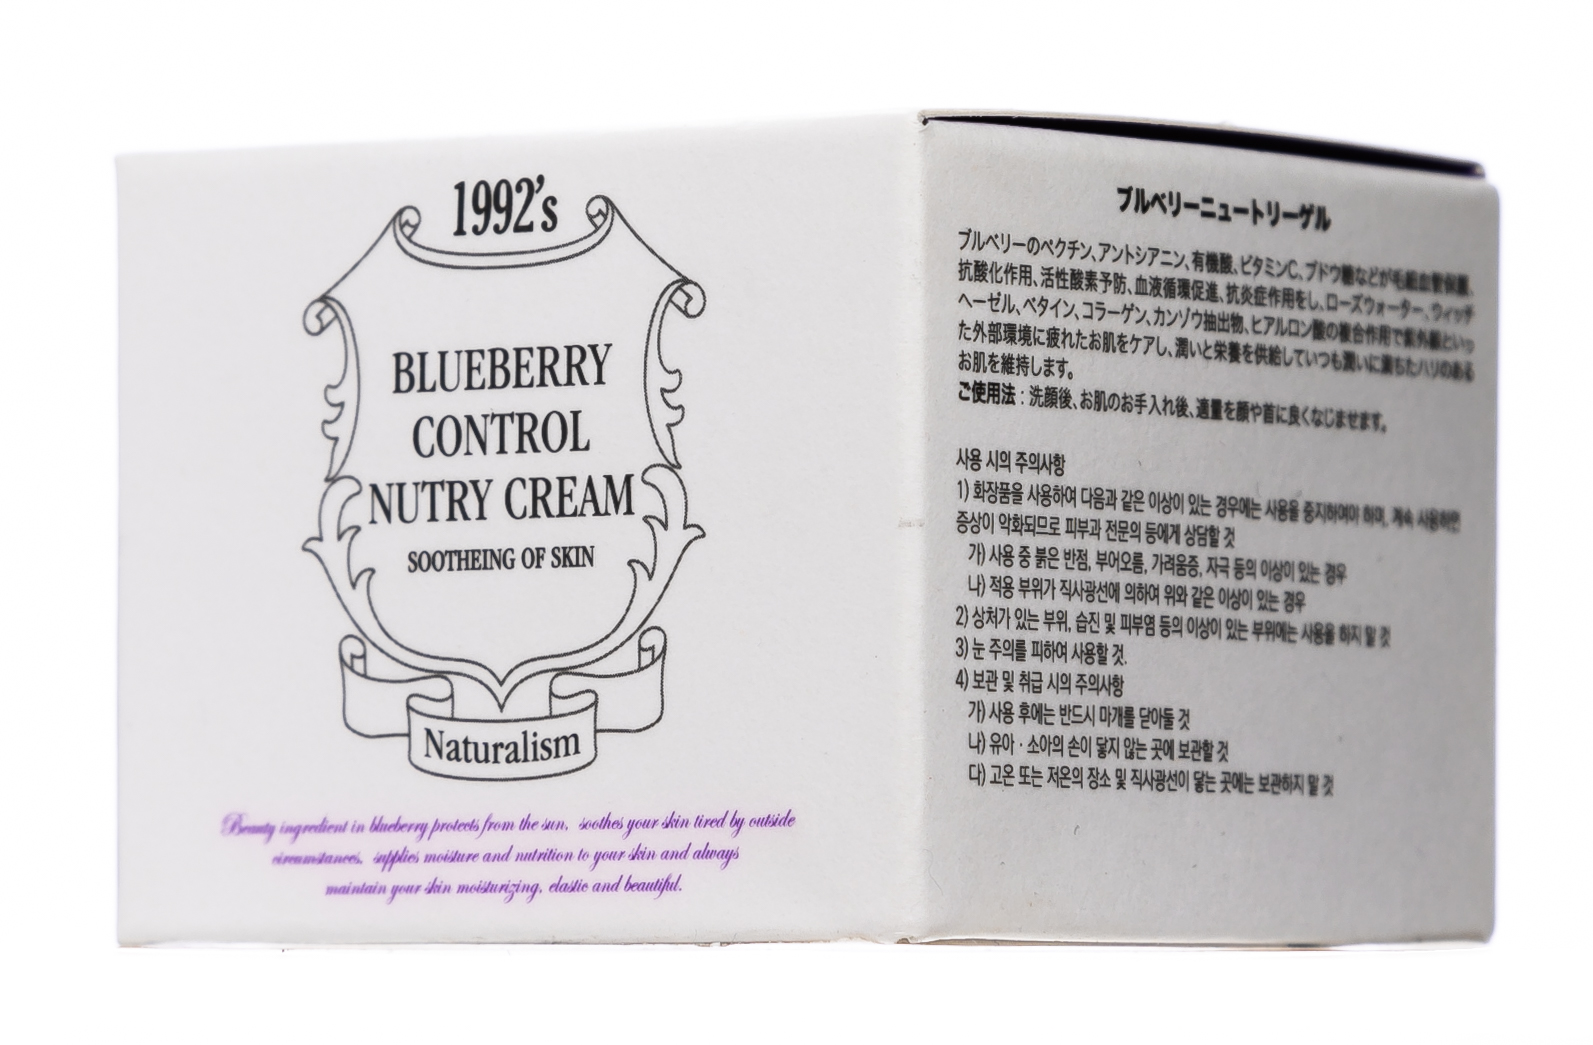 1992's
BLUEBERRY
CONTROL
NUTRY CREAM
SOOTHEING OF SKIN
Naturalism
Beauty ingredient in blueberry protects from the sun, soothes your skin tired by outside
circumstances, supplies moisture and nutrition to your skin and always
maintain your skin moisturizing, elastic and beautiful.
ブルベリーニュートリーゲル
ブルベリーのペクチン、アントシアニン、有機酸、ビタミンC、ブドウ糖などが毛細血管保護、
抗酸化作用、活性酸素予防、血液循環促進、抗炎症作用をし、ローズウォーター、ウィッチ
ヘーゼル、ベタイン、コラーゲン、カンゾウ抽出物、ヒアルロン酸の複合作用で紫外線といっ
た外部環境に疲れたお肌をケアし、潤いと栄養を供給していつも潤いに満ちたハリのある
お肌を維持します。
ご使用法 : 洗顔後、お肌のお手入れ後、適量を顔や首に良くなじませます。
사용 시의 주의사항
1) 화장품을 사용하여 다음과 같은 이상이 있는 경우에는 사용을 중지하여야 하며, 계속 사용하면
증상이 악화되므로 피부과 전문의 등에게 상담할 것
가) 사용 중 붉은 반점, 부어오름, 가려움증, 자극 등의 이상이 있는 경우
나) 적용 부위가 직사광선에 의하여 위와 같은 이상이 있는 경우
2) 상처가 있는 부위, 습진 및 피부염 등의 이상이 있는 부위에는 사용을 하지 말 것
3) 눈 주의를 피하여 사용할 것.
4) 보관 및 취급 시의 주의사항
가) 사용 후에는 반드시 마개를 닫아둘 것
나) 유아 · 소아의 손이 닿지 않는 곳에 보관할 것
다) 고온 또는 저온의 장소 및 직사광선이 닿는 곳에는 보관하지 말 것